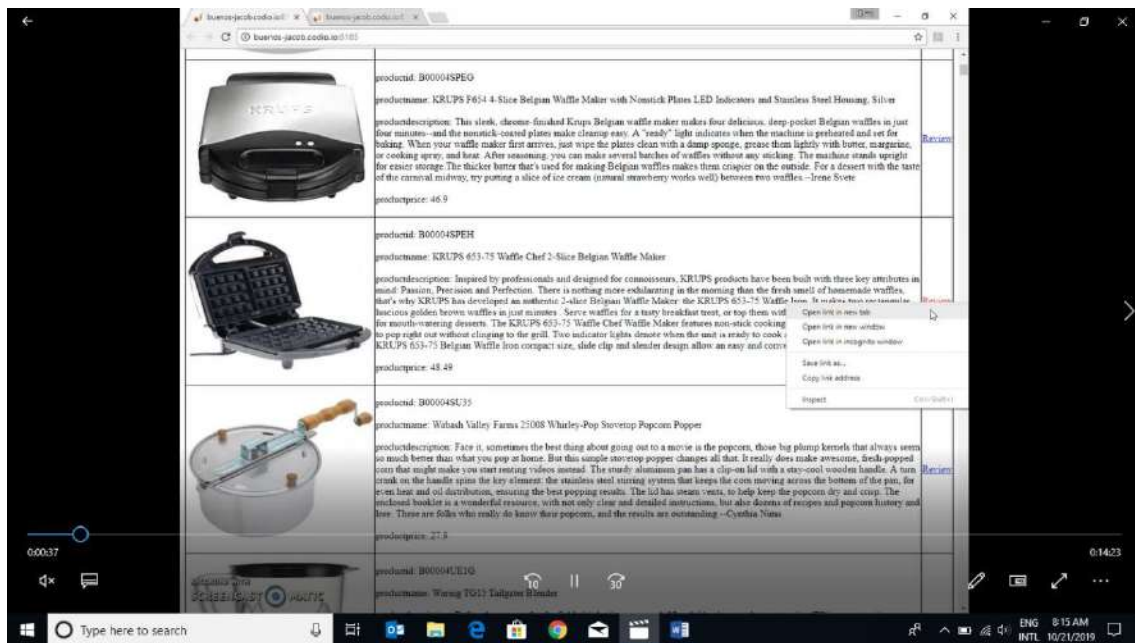 buenos-jacob.codio.io:
buenos-jacob.codio.io:
buenos-jacob.codio.io:8180
productid: B00004SPEG
productname: KRUPS F654 4-Slice Belgian Waffle Maker with Nonstick Plates LED Indicators and Stainless Steel Housing, Silver
KRUPS
productdescription: This sleek, chrome-finished Krups Belgian waffle maker makes four delicious, deep-pocket Belgian waffles in just
four minutes--and the nonstick-coated plates make cleanup easy. A "ready" light indicates when the machine is preheated and set for
baking. When your waffle maker first arrives, just wipe the plates clean with a damp sponge, grease them lightly with butter, margarine,
Review
or cooking spray, and heat. After seasoning, you can make several batches of waffles without any sticking. The machine stands upright
for easier storage.The thicker batter that's used for making Belgian waffles makes them crispier on the outside. For a dessert with the taste
of the carnival midway, try putting a slice of ice cream (natural strawberry works well) between two waffles.--Irene Svete
productprice: 46.9
productid: B00004SPEH
productname: KRUPS 653-75 Waffle Chef 2-Slice Belgian Waffle Maker
productdescription: Inspired by professionals and designed for connoisseurs, KRUPS products have been built with three key attributes in
mind: Passion, Precision and Perfection. There is nothing more exhilarating in the morning than the fresh smell of homemade waffles,
that's why KRUPS has developed an authentic 2-slice Belgian Waffle Maker: the KRUPS 653-75 Waffle Iron. It makes two rectangular
Review
luscious golden brown waffles in just minutes . Serve waffles for a tasty breakfast treat, or top them with
for mouth-watering desserts. The KRUPS 653-75 Waffle Chef Waffle Maker features non-stick cooking
to pop right out without clinging to the grill. Two indicator lights denote when the unit is ready to cook
KRUPS 653-75 Belgian Waffle Iron compact size, slide clip and slender design allow an easy and
productprice: 48.49
Open link in new tab
Open link in new window
Open link in incognito window
Save link as...
Copy link address
Inspect
Ctrl+Shift+I
productid: B00004SU35
productname: Wabash Valley Farms 25008 Whirley-Pop Stovetop Popcorn Popper
productdescription: Face it, sometimes the best thing about going out to a movie is the popcorn, those big plump kernels that always seem
so much better than what you pop at home. But this simple stovetop popper changes all that. It really does make awesome, fresh-popped
corn that might make you start renting videos instead. The sturdy aluminum pan has a clip-on lid with a stay-cool wooden handle. A turn
Review
crank on the handle spins the key element: the stainless steel stirring system that keeps the corn moving across the bottom of the pan, for
even heat and oil distribution, ensuring the best popping results. The lid has steam vents, to help keep the popcorn dry and crisp. The
enclosed booklet is a wonderful resource, with not only clear and detailed instructions, but also dozens of recipes and popcorn history and
lore. These are folks who really do know their popcorn, and the results are outstanding --Cynthia Nims
productprice: 27.9
productid: B00004UE1Q
productname: Waring TG15 Tailgater Blender
SCREENCAST MATIC
0:00:37
0:14:23
10
30
Type here to search
ENG
INTL
8:15 AM
10/21/2019